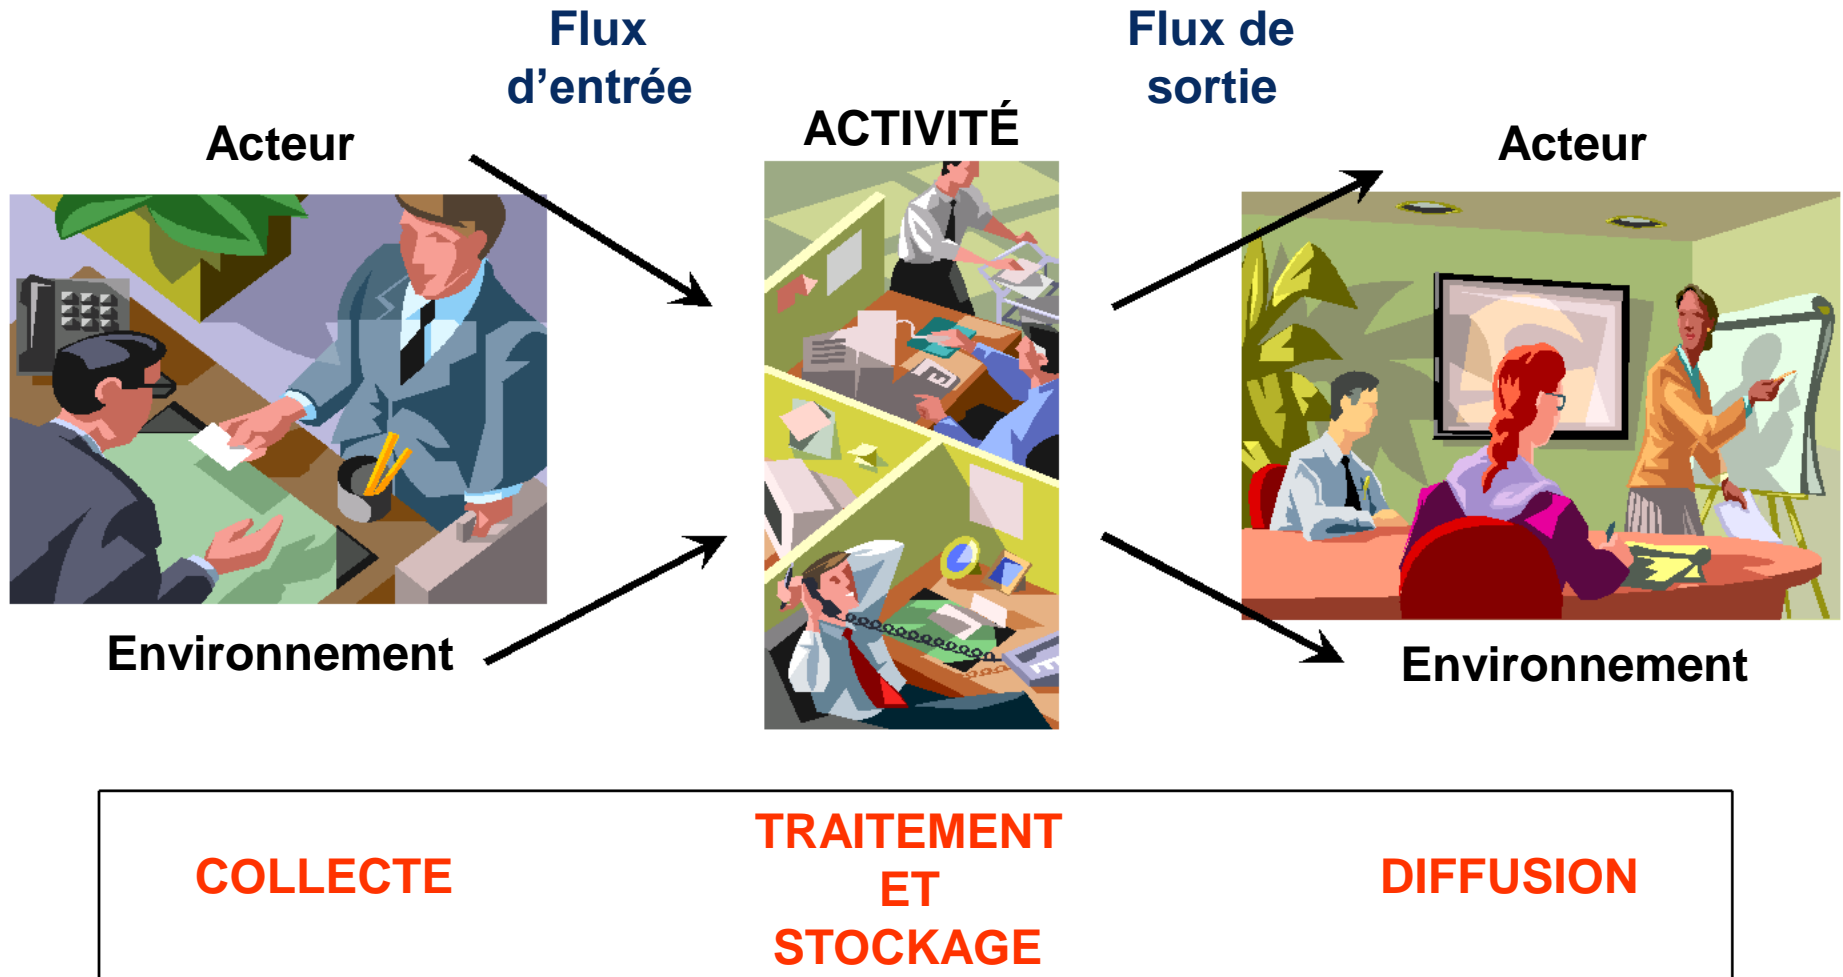 Flux
d’entrée
Flux de
sortie
ACTIVITÉ
Acteur
Acteur
Environnement
Environnement
COLLECTE
TRAITEMENT
ET
STOCKAGE
DIFFUSION